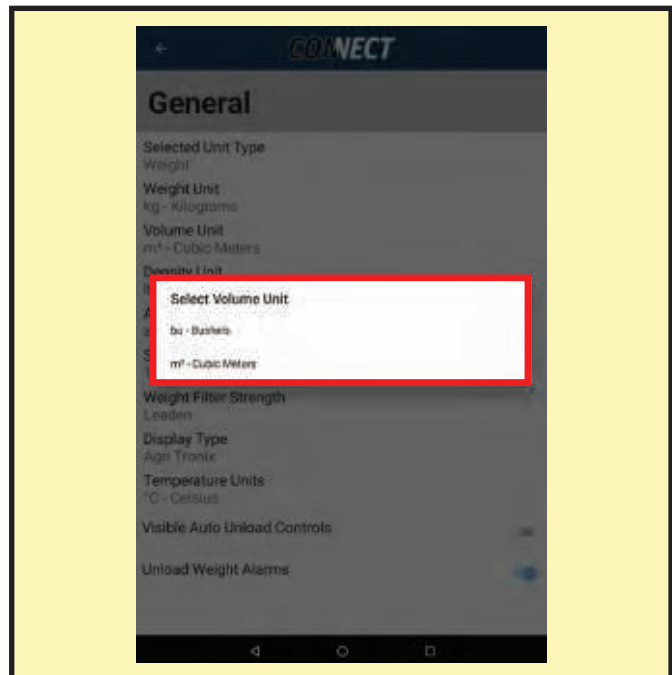 CONNECT
General
Selected Unit Type
Weight
Weight Unit
kg - Kilograms
Volume Unit
m³ - Cubic Meters
Density Unit
Select Volume Unit
bu - Bushels
m³ - Cubic Meters
Weight Filter Strength
Leaden
Display Type
Agri Tronix
Temperature Units
°C - Celsius
Visible Auto Unload Controls
Unload Weight Alarms